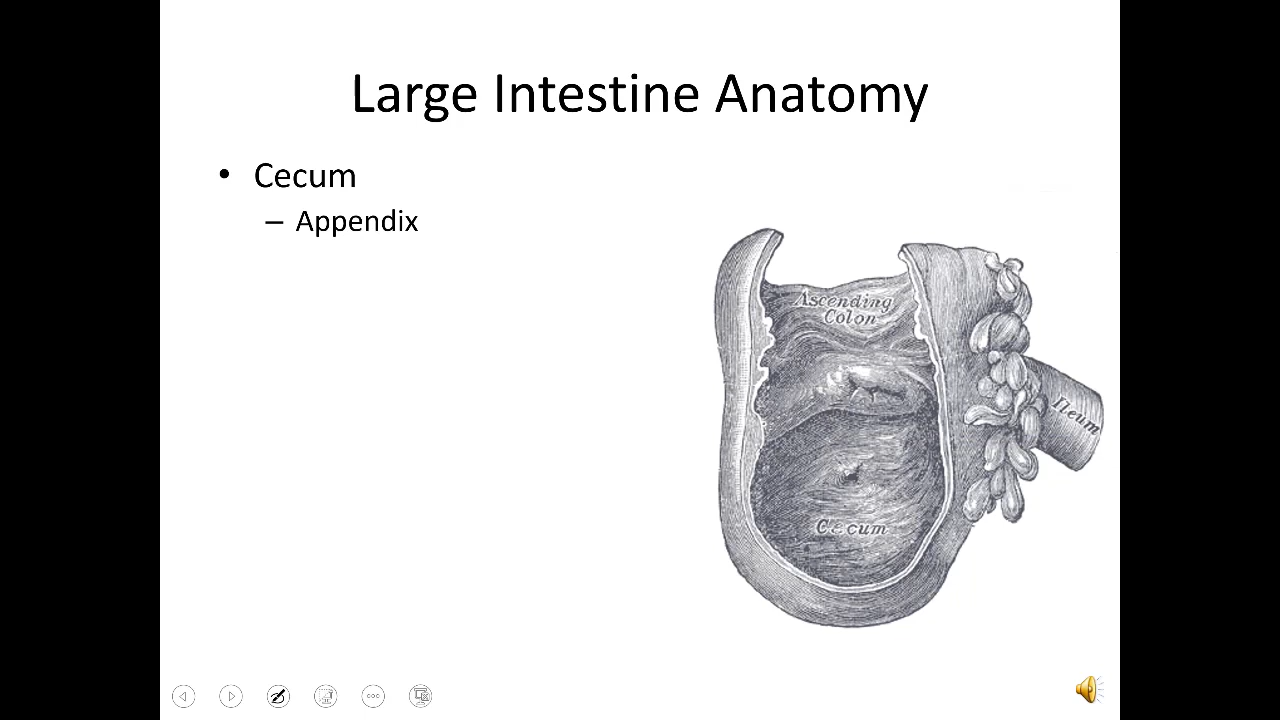 Large Intestine Anatomy
• Cecum
– Appendix
Ascending
Colon
Ileum
Cecum